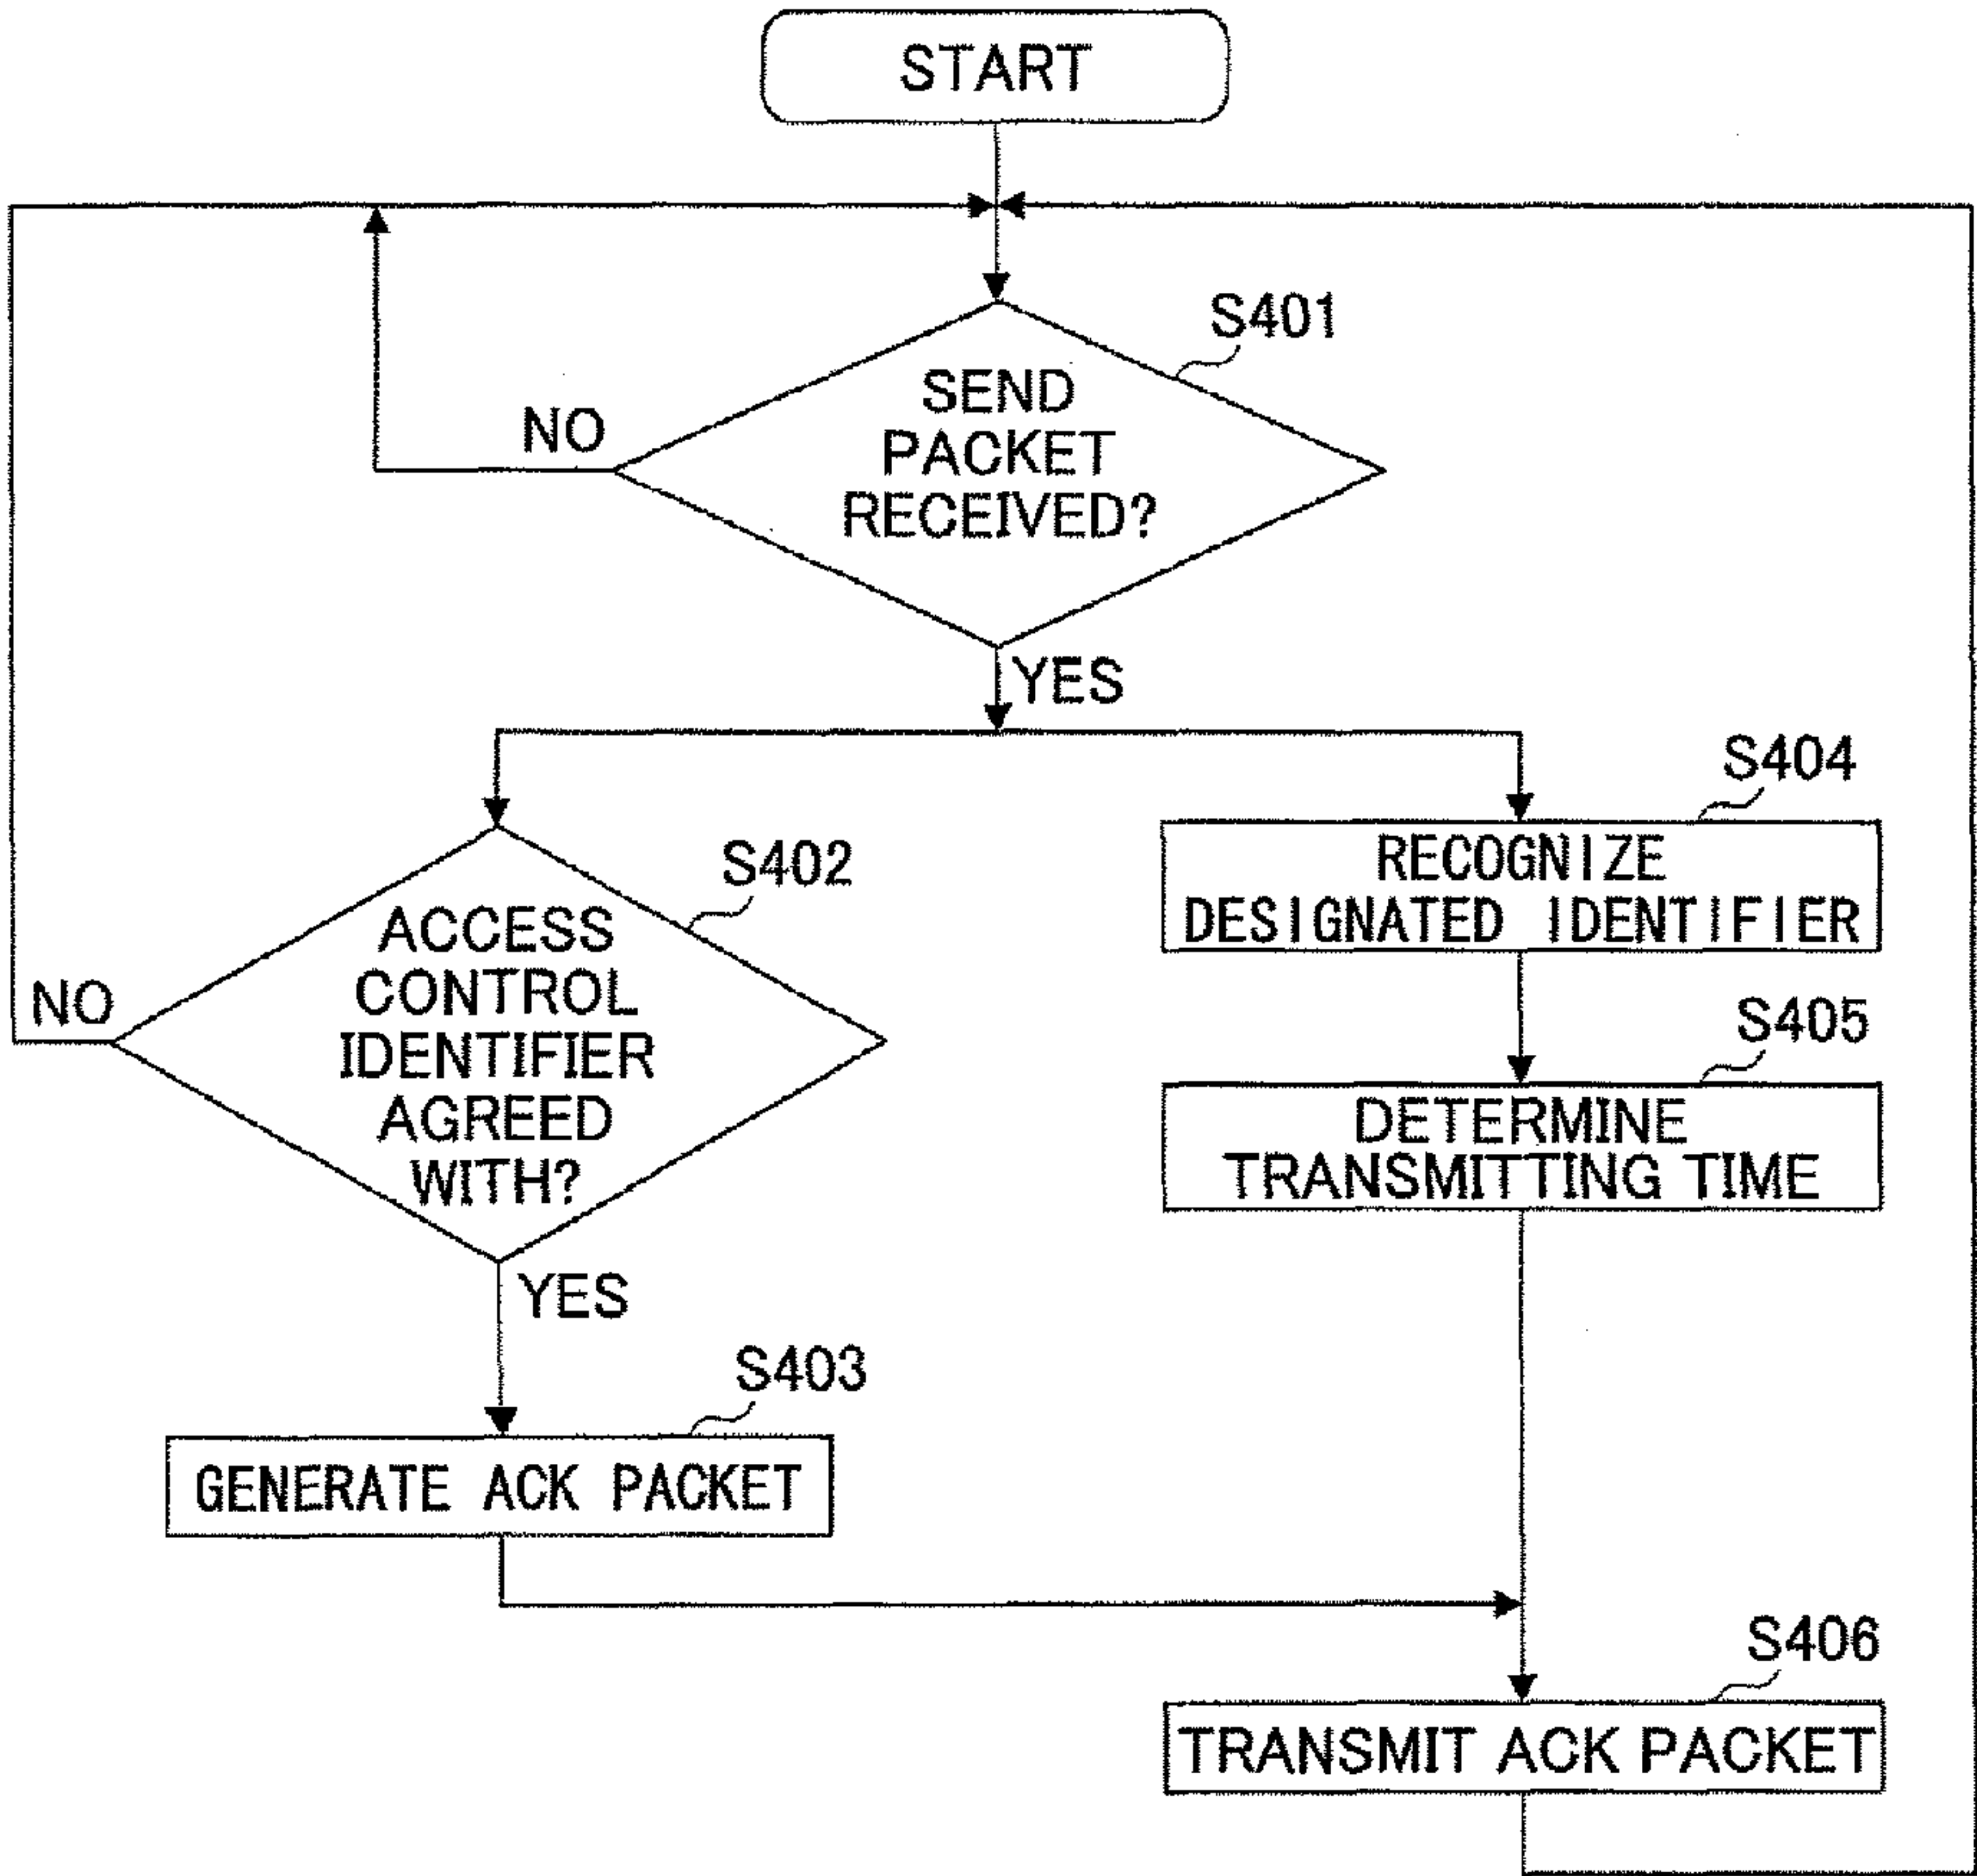 START
S401
SEND
PACKET
RECEIVED?
NO
YES
S402
ACCESS
CONTROL
IDENTIFIER
AGREED
WITH?
NO
YES
S403
GENERATE ACK PACKET
S404
RECOGNIZE
DESIGNATED IDENTIFIER
S405
DETERMINE
TRANSMITTING TIME
S406
TRANSMIT ACK PACKET